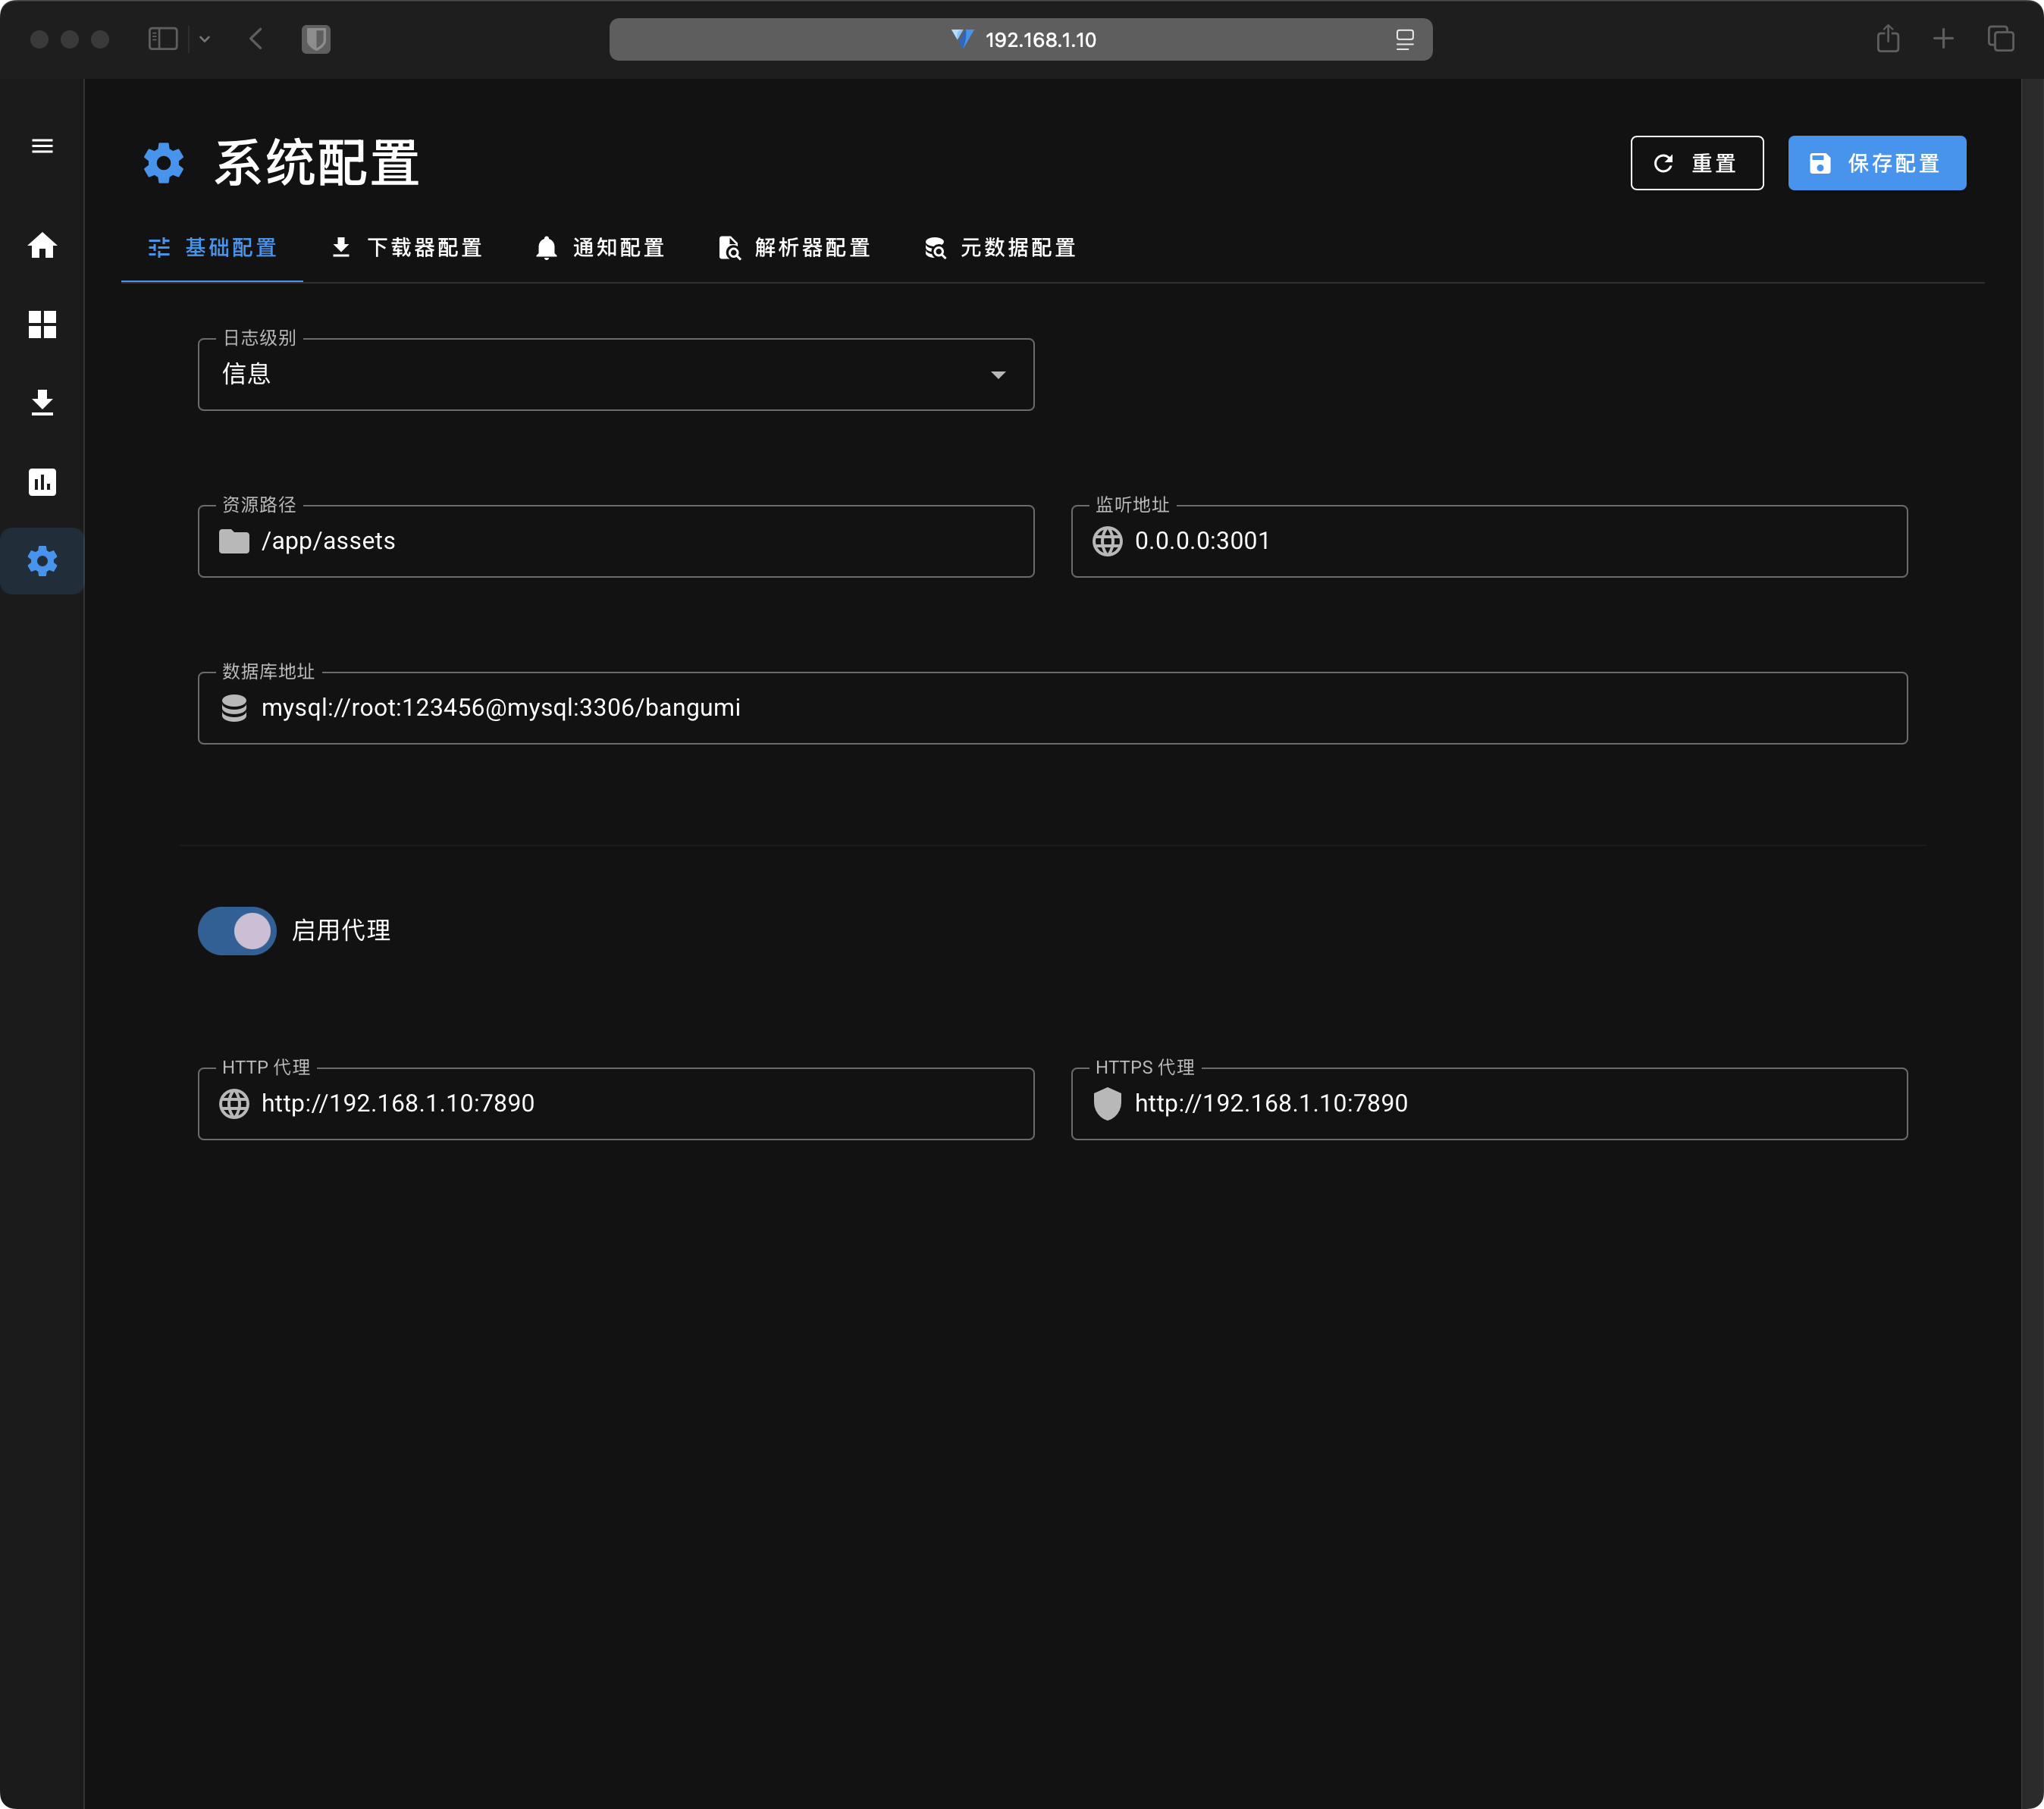 192.168.1.10
系统配置
重置
保存配置
基础配置
下载器配置
通知配置
解析器配置
元数据配置
日志级别
信息
资源路径
/app/assets
监听地址
0.0.0.0:3001
数据库地址
mysql://root:123456@mysql:3306/bangumi
启用代理
HTTP 代理
http://192.168.1.10:7890
HTTPS 代理
http://192.168.1.10:7890